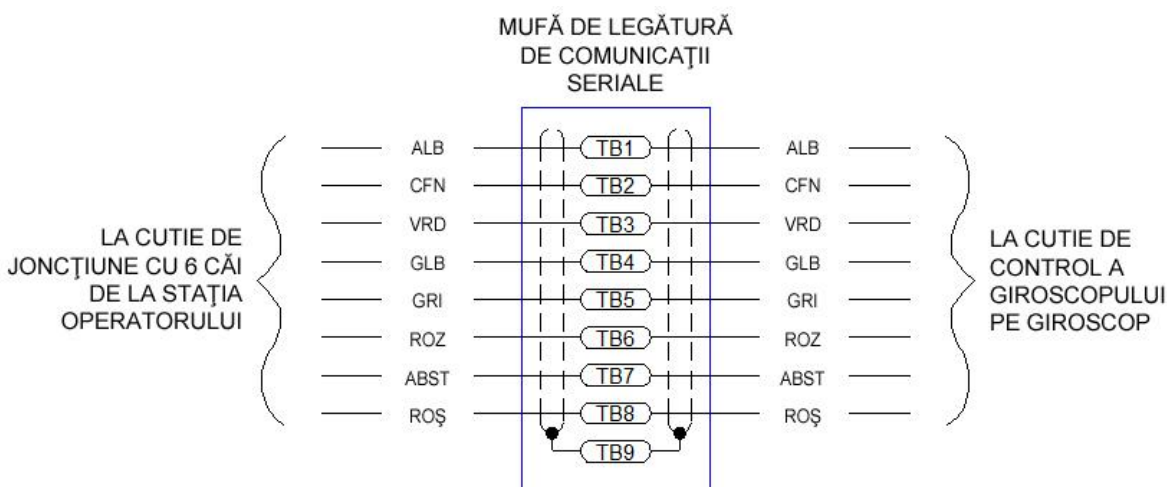 MUFĂ DE LEGĂTURĂ
DE COMUNICAŢII
SERIALE
LA CUTIE DE
JONCŢIUNE CU 6 CĂI
DE LA STAŢIA
OPERATORULUI
ALB TB1 ALB
CFN TB2 CFN
VRD TB3 VRD
GLB TB4 GLB
GRI TB5 GRI
ROZ TB6 ROZ
ABST TB7 ABST
ROŞ TB8 ROŞ
TB9
LA CUTIE DE
CONTROL A
GIROSCOPULUI
PE GIROSCOP